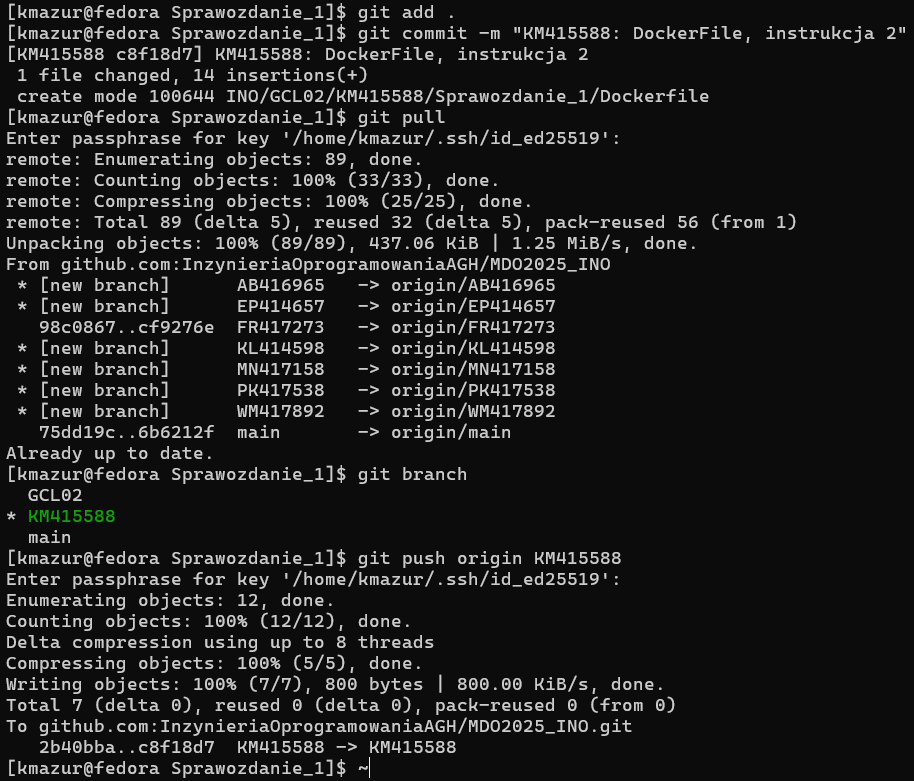 [kmazur@fedora Sprawozdanie_1]$ git add .
[kmazur@fedora Sprawozdanie_1]$ git commit -m "KM415588: DockerFile, instrukcja 2"
[KM415588 c8f18d7] KM415588: DockerFile, instrukcja 2
 1 file changed, 14 insertions(+)
 create mode 100644 INO/GCL02/KM415588/Sprawozdanie_1/Dockerfile
[kmazur@fedora Sprawozdanie_1]$ git pull
Enter passphrase for key '/home/kmazur/.ssh/id_ed25519':
remote: Enumerating objects: 89, done.
remote: Counting objects: 100% (33/33), done.
remote: Compressing objects: 100% (25/25), done.
remote: Total 89 (delta 5), reused 32 (delta 5), pack-reused 56 (from 1)
Unpacking objects: 100% (89/89), 437.06 KiB | 1.25 MiB/s, done.
From github.com:InzynieriaOprogramowaniaAGH/MDO2025_INO
 * [new branch]      AB416965   -> origin/AB416965
 * [new branch]      EP414657   -> origin/EP414657
   98c0867..cf9276e  FR417273   -> origin/FR417273
 * [new branch]      KL414598   -> origin/KL414598
 * [new branch]      MN417158   -> origin/MN417158
 * [new branch]      PK417538   -> origin/PK417538
 * [new branch]      WM417892   -> origin/WM417892
   75dd19c..6b6212f  main       -> origin/main
Already up to date.
[kmazur@fedora Sprawozdanie_1]$ git branch
  GCL02
* KM415588
  main
[kmazur@fedora Sprawozdanie_1]$ git push origin KM415588
Enter passphrase for key '/home/kmazur/.ssh/id_ed25519':
Enumerating objects: 12, done.
Counting objects: 100% (12/12), done.
Delta compression using up to 8 threads
Compressing objects: 100% (5/5), done.
Writing objects: 100% (7/7), 800 bytes | 800.00 KiB/s, done.
Total 7 (delta 0), reused 0 (delta 0), pack-reused 0 (from 0)
To github.com:InzynieriaOprogramowaniaAGH/MDO2025_INO.git
   2b40bba..c8f18d7  KM415588 -> KM415588
[kmazur@fedora Sprawozdanie_1]$ ~